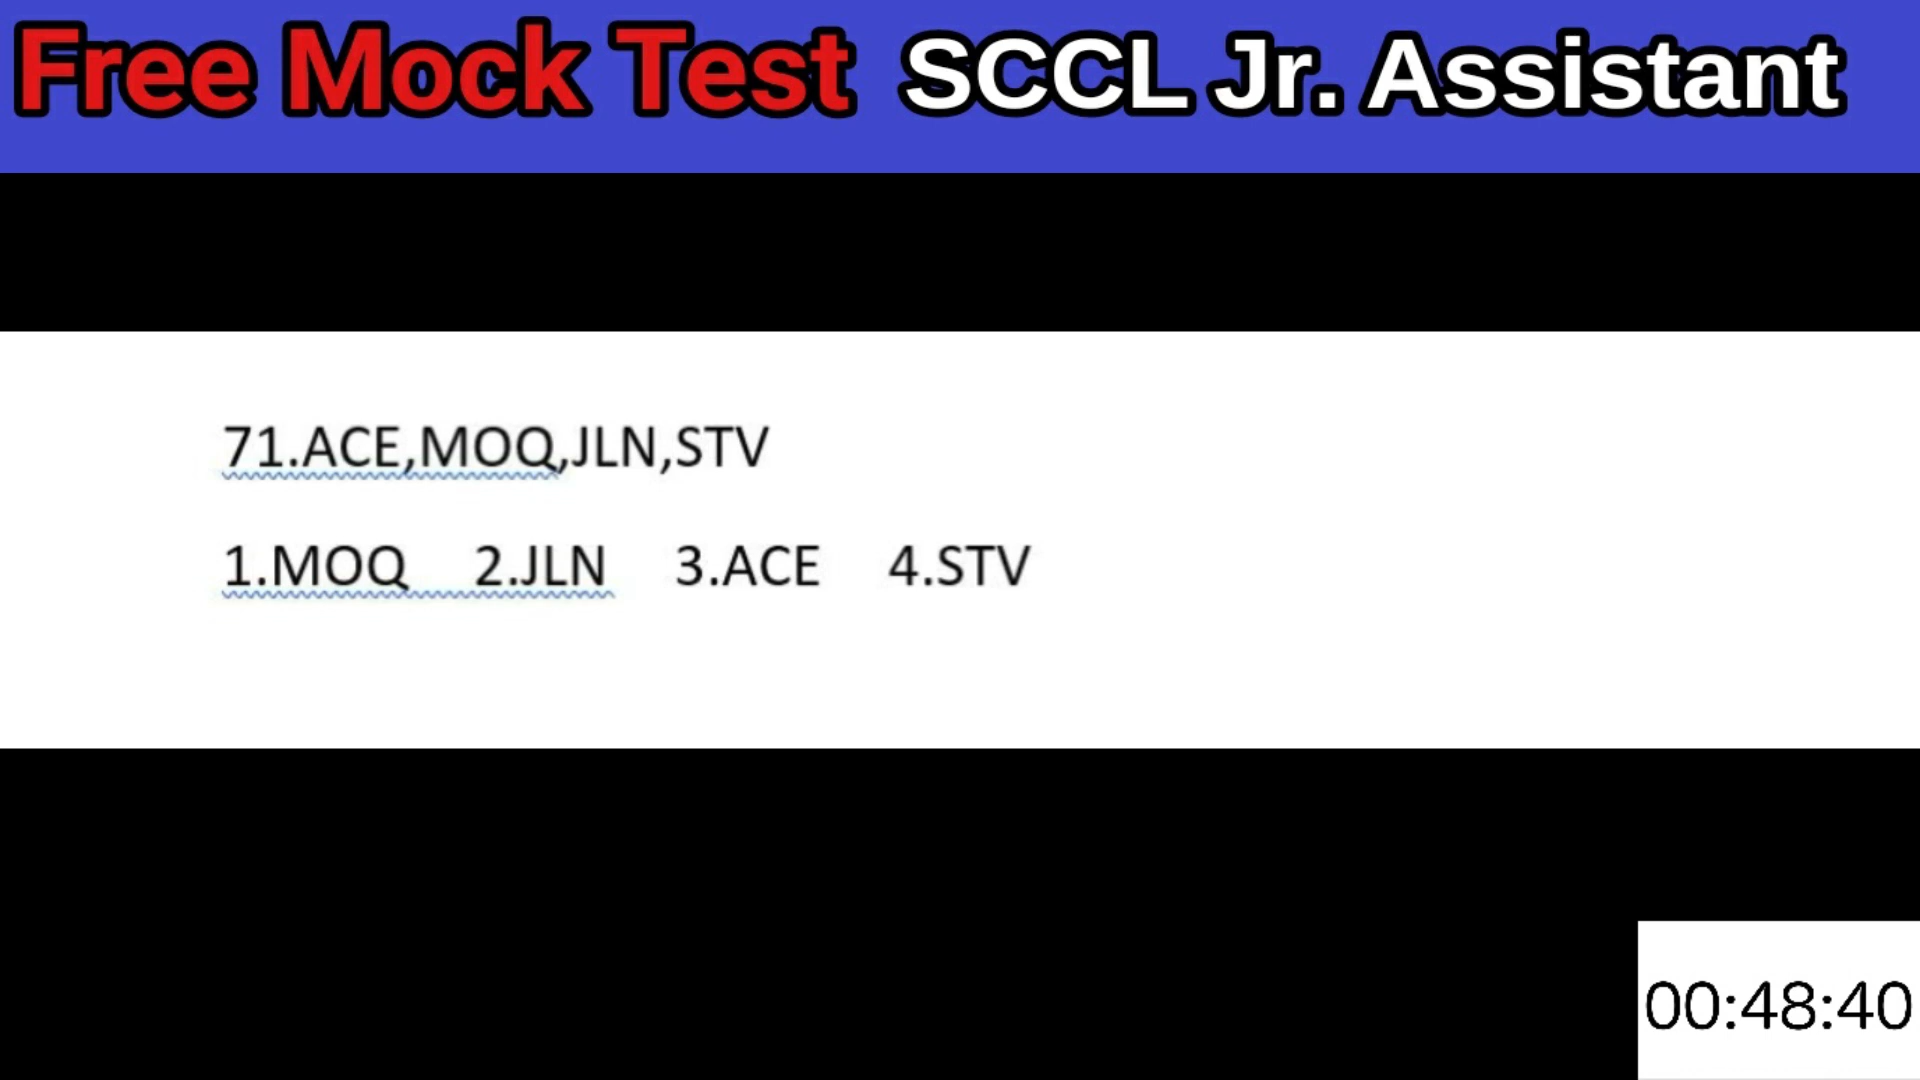 Free Mock Test SCCL Jr. Assistant
71.ACE,MOQ,JLN,STV
1.MOQ 2.JLN 3.ACE 4.STV
00:48:40